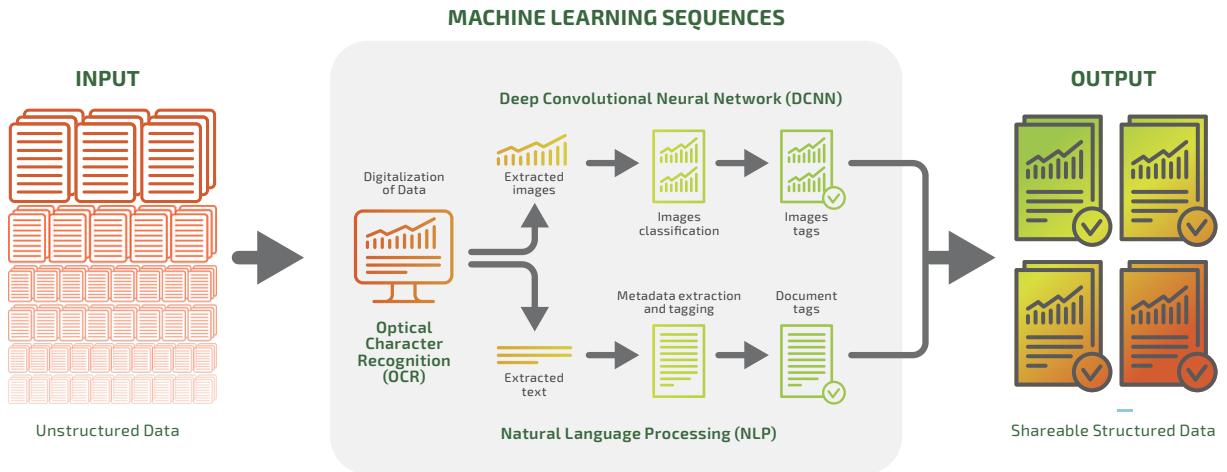 MACHINE LEARNING SEQUENCES
INPUT
Unstructured Data
Digitalization
of Data
Optical
Character
Recognition
(OCR)
Deep Convolutional Neural Network (DCNN)
Extracted
images
Images
classification
Images
tags
Extracted
text
Metadata extraction
and tagging
Document
tags
Natural Language Processing (NLP)
OUTPUT
Shareable Structured Data